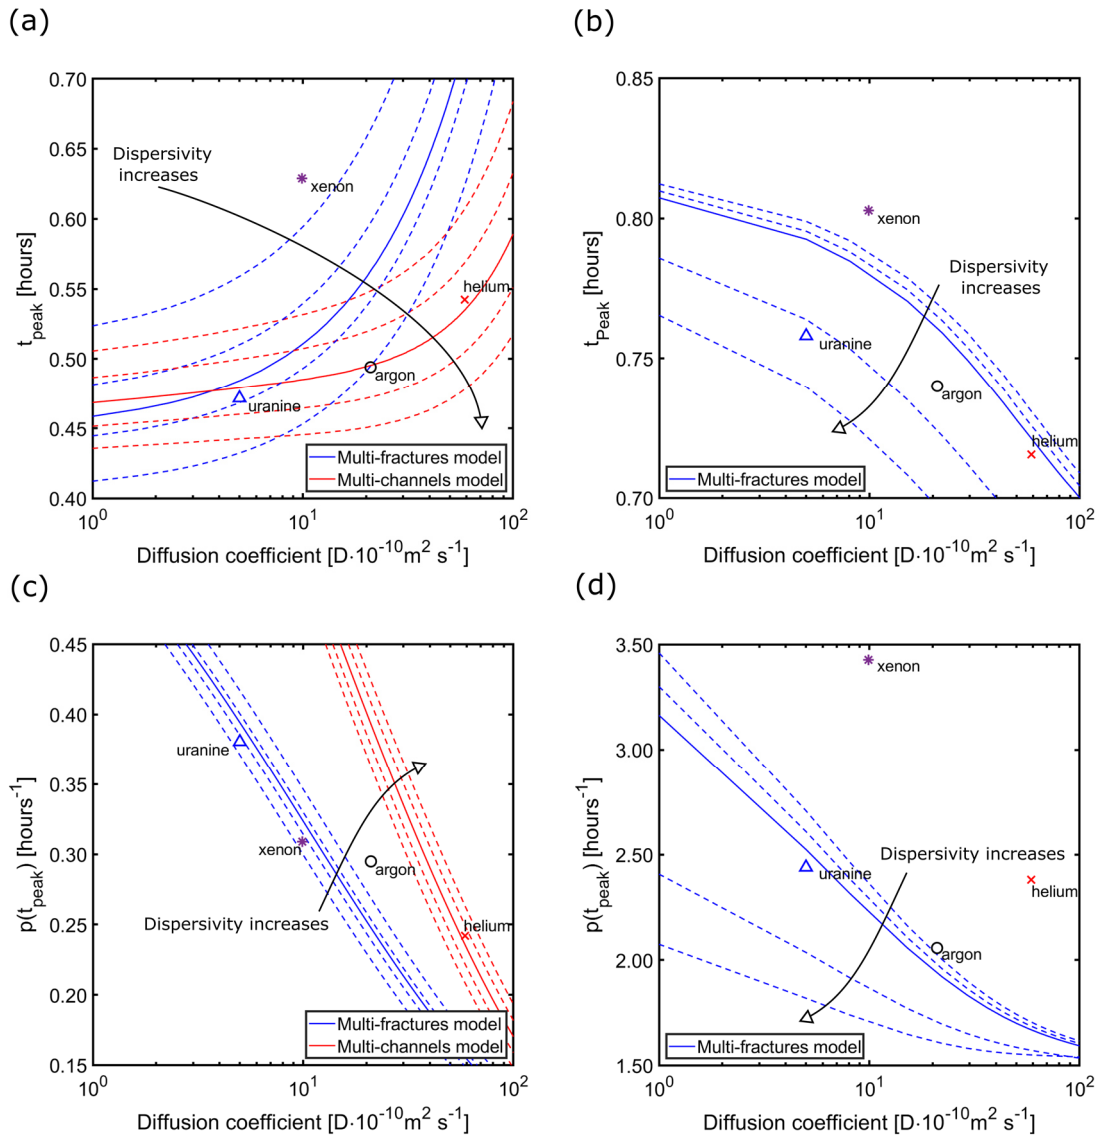 (a)
0.70
0.65
0.60
0.55
0.50
0.45
0.40
t_peak [hours]
Dispersivity
increases
xenon
helium
argon
uranine
Multi-fractures model
Multi-channels model
10^0
10^1
10^2
Diffusion coefficient [D·10^-10 m^2 s^-1]
(b)
0.85
0.80
0.75
0.70
t_Peak [hours]
xenon
Dispersivity
increases
uranine
argon
helium
Multi-fractures model
10^0
10^1
10^2
Diffusion coefficient [D·10^-10 m^2 s^-1]
(c)
0.45
0.40
0.35
0.30
0.25
0.20
0.15
p(t_peak) [hours^-1]
uranine
xenon
argon
Dispersivity increases
helium
Multi-fractures model
Multi-channels model
10^0
10^1
10^2
Diffusion coefficient [D·10^-10 m^2 s^-1]
(d)
3.50
3.00
2.50
2.00
1.50
p(t_peak) [hours^-1]
xenon
Dispersivity increases
uranine
helium
argon
Multi-fractures model
10^0
10^1
10^2
Diffusion coefficient [D·10^-10 m^2 s^-1]